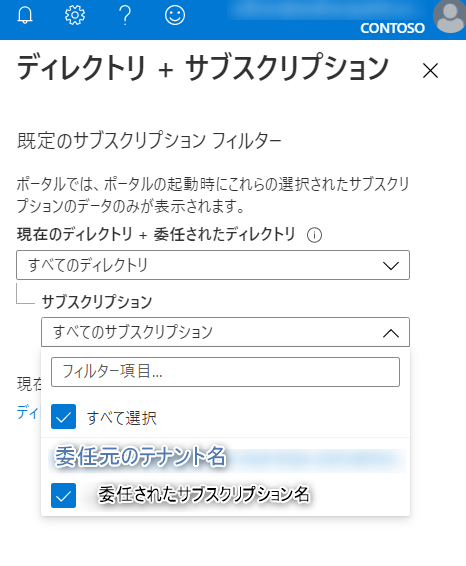 CONTOSO
ディレクトリ + サブスクリプション
既定のサブスクリプション フィルター
ポータルでは、ポータルの起動時にこれらの選択されたサブスクリ
プションのデータのみが表示されます。
現在のディレクトリ + 委任されたディレクトリ
すべてのディレクトリ
サブスクリプション
すべてのサブスクリプション
フィルター項目...
現在
ディ
すべて選択
委任元のテナント名
委任されたサブスクリプション名